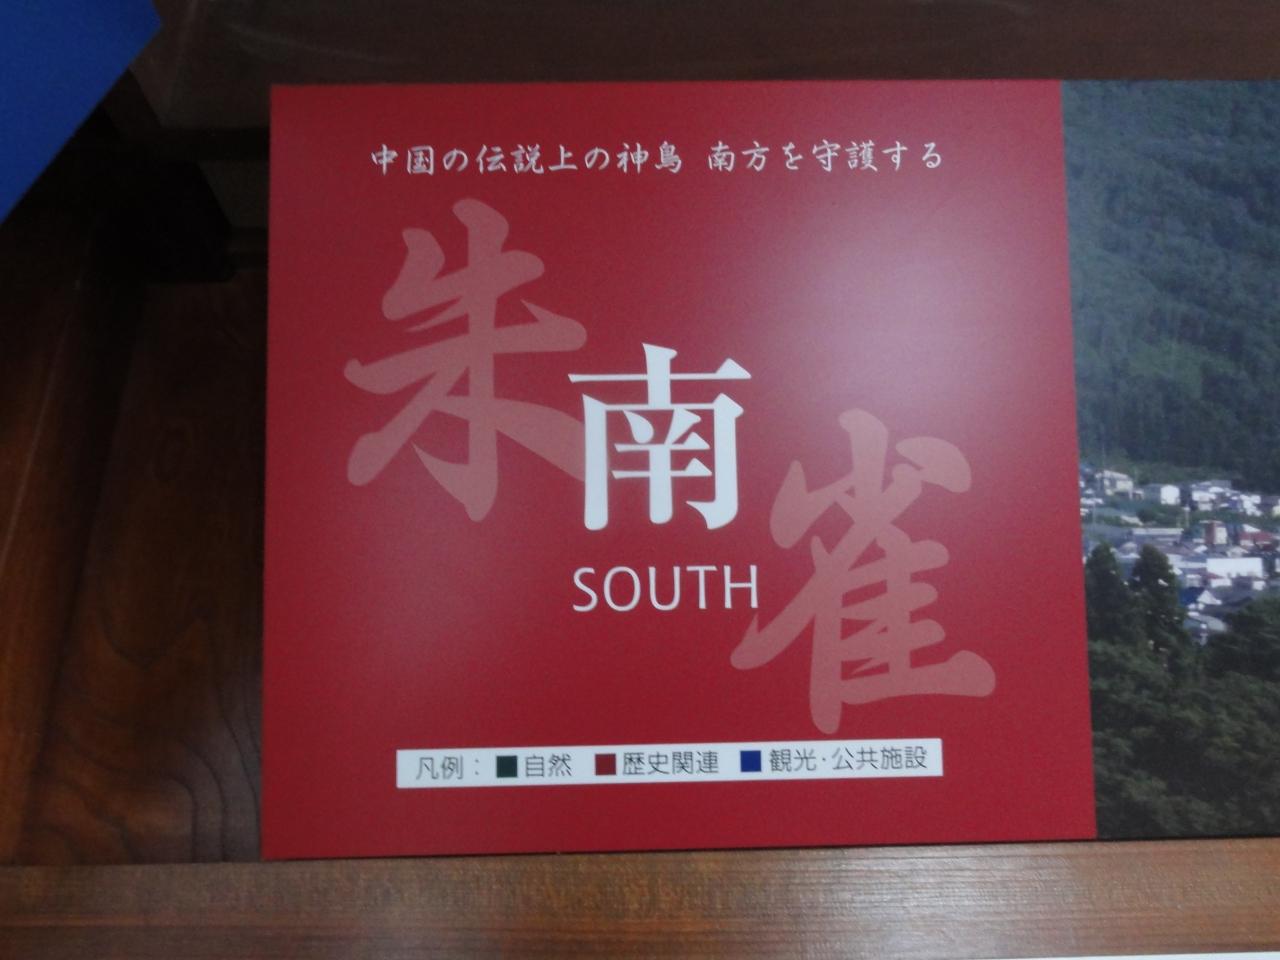 中国の伝説上の神鳥 南方を守護する
朱雀
南
SOUTH
凡例：■自然 ■歴史関連 ■観光・公共施設